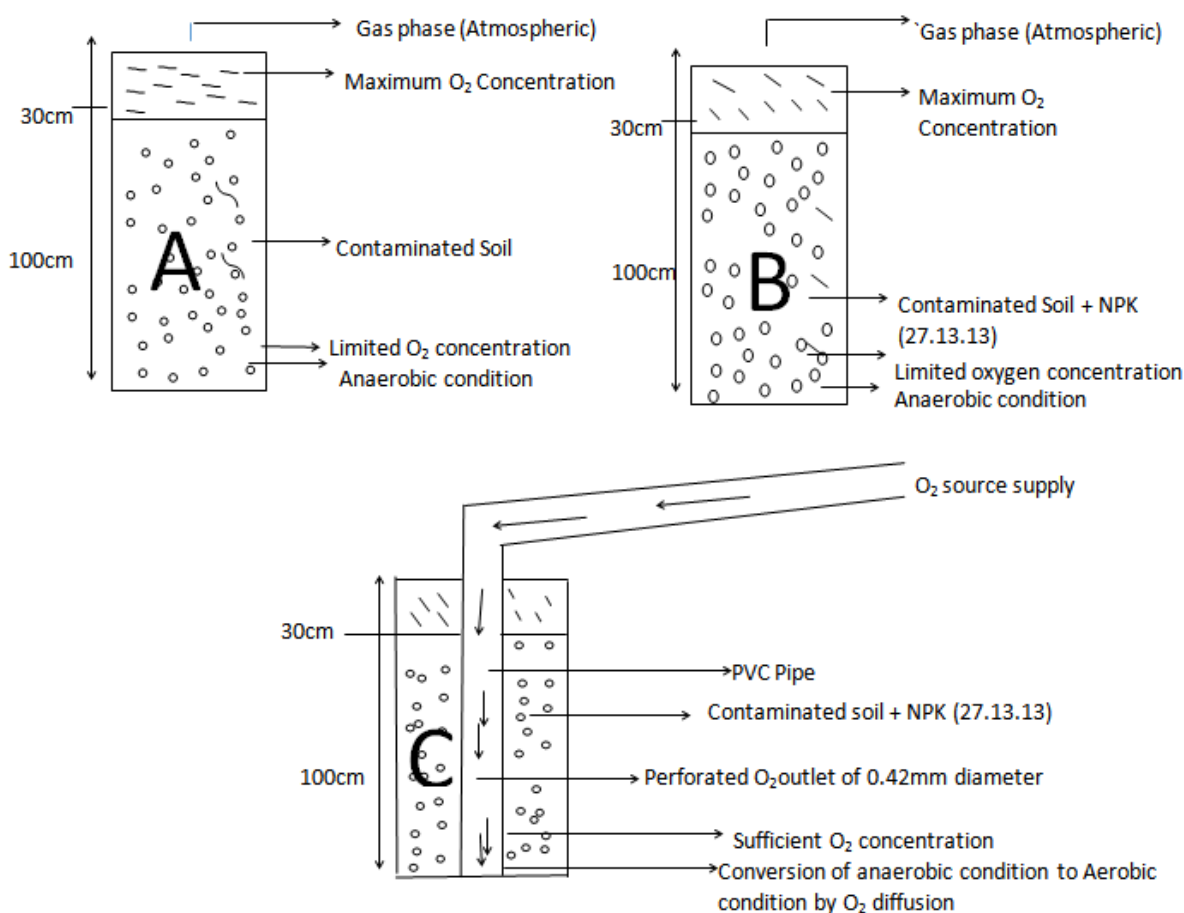 Gas phase (Atmospheric)
Maximum O₂ Concentration
30cm
A
Contaminated Soil
100cm
Limited O₂ concentration
Anaerobic condition
`Gas phase (Atmospheric)
Maximum O₂
Concentration
30cm
B
100cm
Contaminated Soil + NPK
(27.13.13)
Limited oxygen concentration
Anaerobic condition
O₂ source supply
30cm
PVC Pipe
Contaminated soil + NPK (27.13.13)
C
100cm
Perforated O₂outlet of 0.42mm diameter
Sufficient O₂ concentration
Conversion of anaerobic condition to Aerobic
condition by O₂ diffusion